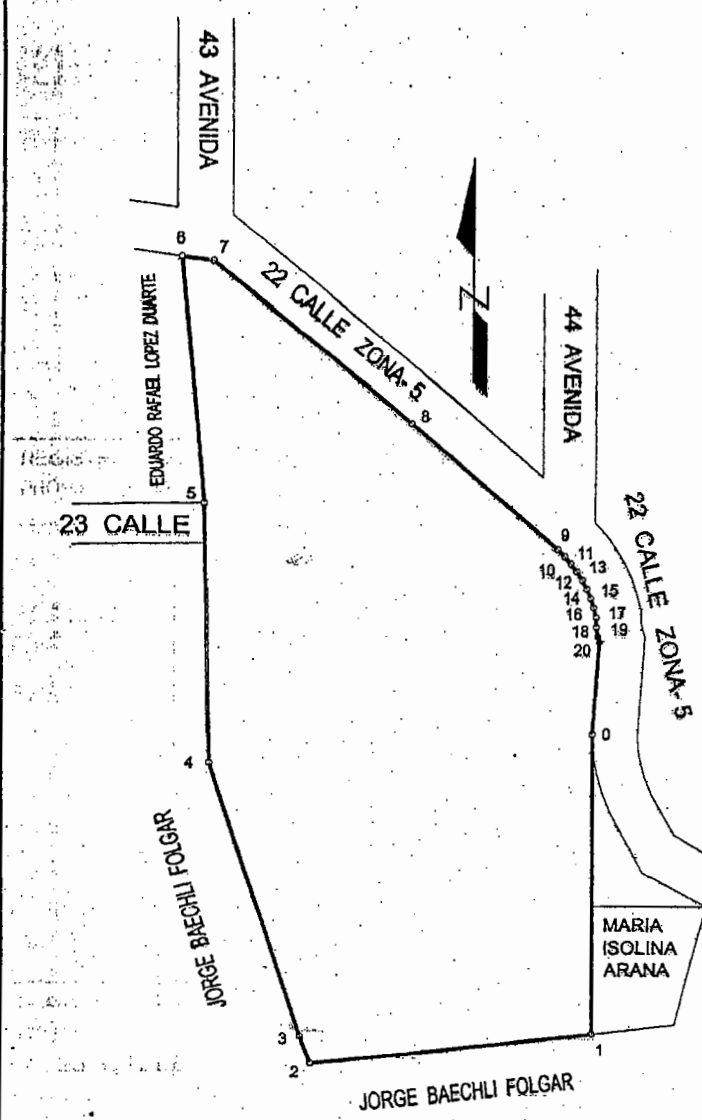 43 AVENIDA
6
7
22 CALLE ZONA-5
EDUARDO RAFAEL LOPEZ DUARTE
N
44 AVENIDA
8
5
23 CALLE
9
10
11
12
13
14
15
16
17
18
19
20
22 CALLE ZONA-5
0
4
JORGE BAECHLI FOLGAR
MARIA
ISOLINA
ARANA
3
2
1
JORGE BAECHLI FOLGAR